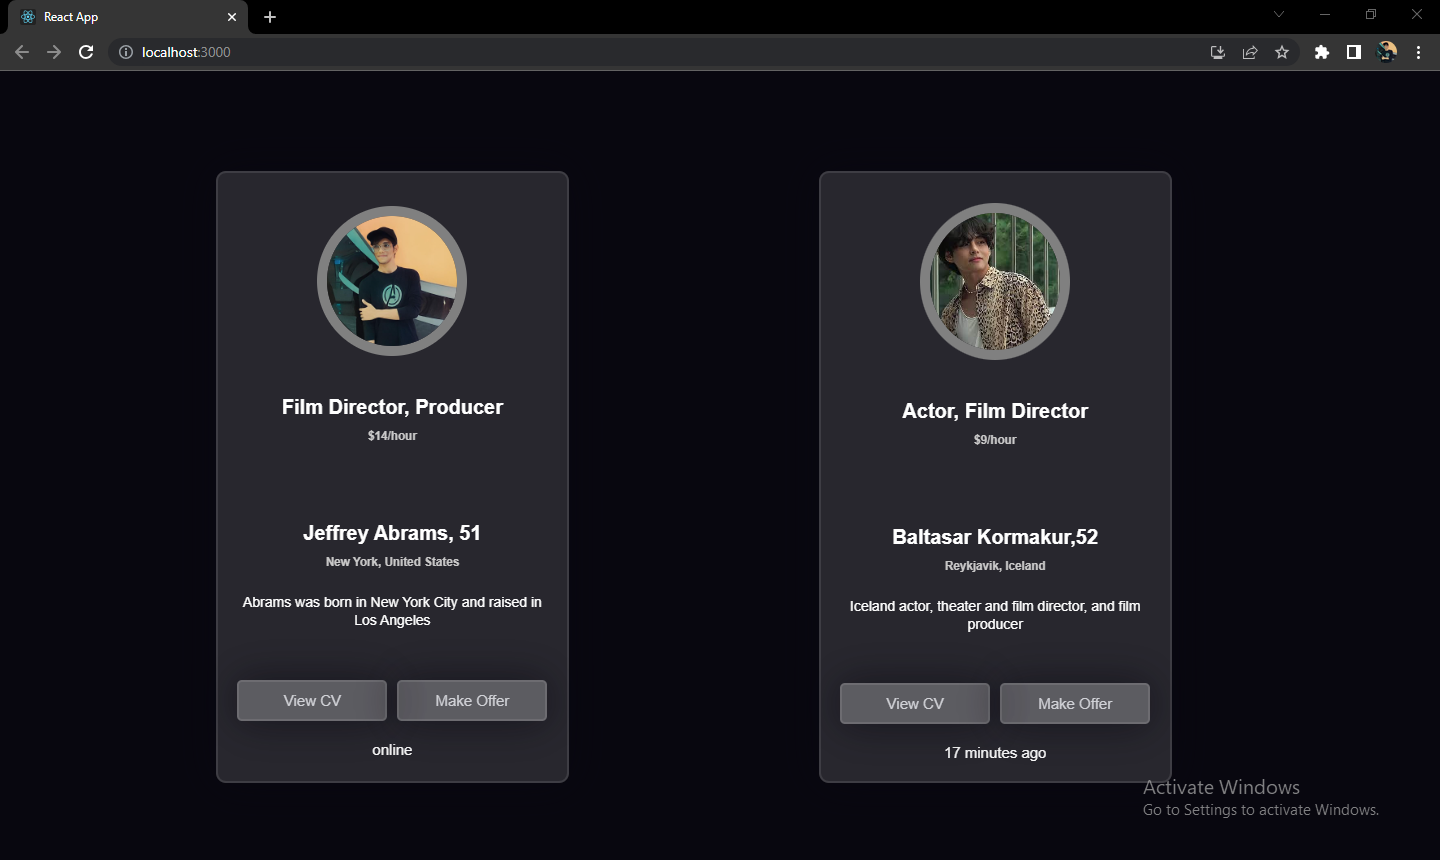 React App
localhost:3000
Film Director, Producer
$14/hour
Jeffrey Abrams, 51
New York, United States
Abrams was born in New York City and raised in
Los Angeles
View CV
Make Offer
online
Actor, Film Director
$9/hour
Baltasar Kormakur,52
Reykjavik, Iceland
Iceland actor, theater and film director, and film
producer
View CV
Make Offer
17 minutes ago
Activate Windows
Go to Settings to activate Windows.